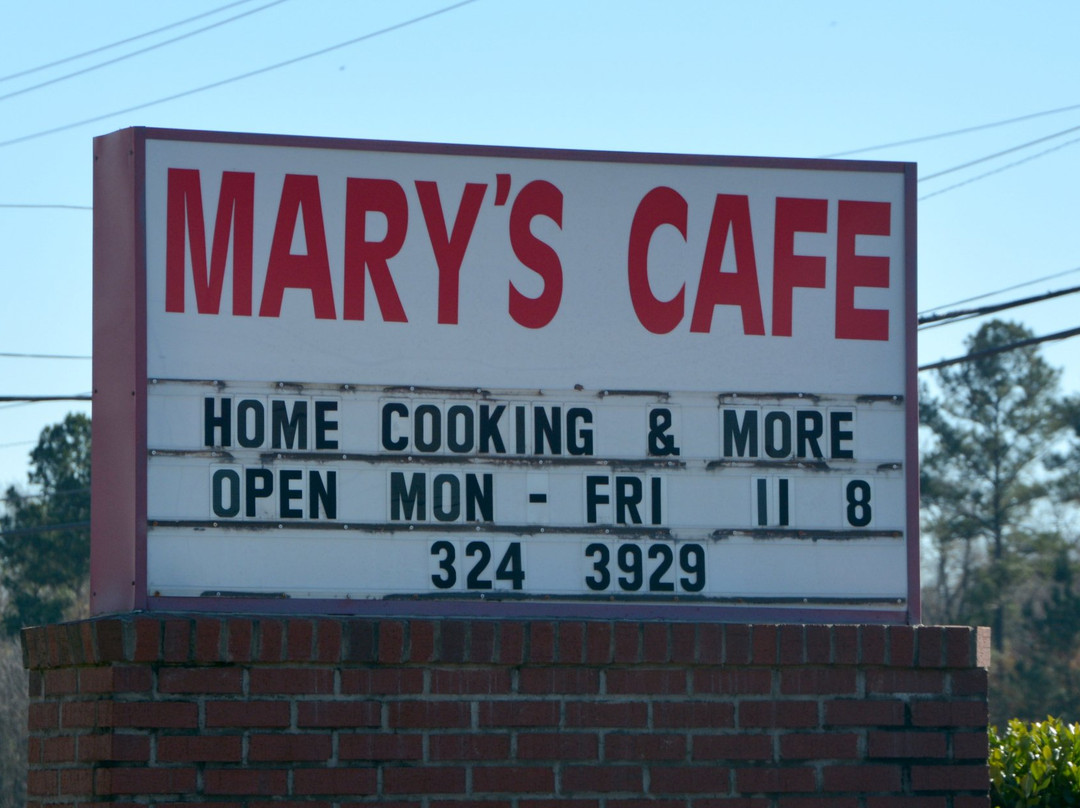 MARY'S CAFE
HOME COOKING & MORE
OPEN MON - FRI 11 8
324 3929